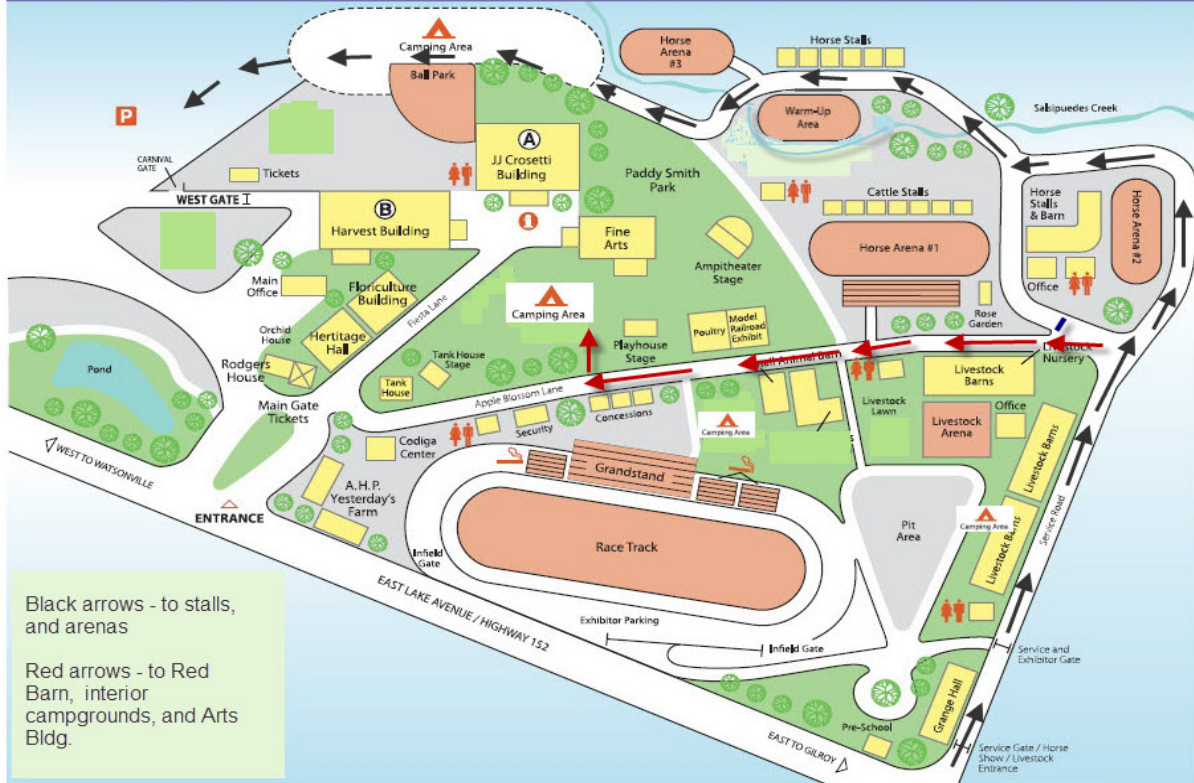 Camping Area
Ball Park
Horse
Arena
#3
Horse Stalls
Warm-Up
Area
Salsipuedes Creek
P
CARNIVAL
GATE
Tickets
WEST GATE
A
JJ Crosetti
Building
Paddy Smith
Park
Cattle Stalls
Horse
Stalls
& Barn
Horse Arena #2
B
Harvest Building
i
Fine
Arts
Horse Arena #1
Ampitheater
Stage
Office
Main
Office
Floriculture
Building
Fiesta Lane
Camping Area
Rose
Garden
Orchid
House
Hertitage
Hall
Rodgers
House
Playhouse
Stage
Poultry
Model
Railroad
Exhibit
Small Animal Barn
Livestock
Nursery
Pond
Tank House
Stage
Tank
House
Apple Blossom Lane
Livestock
Barns
Main Gate
Tickets
Security
Concessions
Camping Area
Livestock
Lawn
Office
Livestock
Arena
Livestock Barns
WEST TO WATSONVILLE
Codiga
Center
Grandstand
A.H.P.
Yesterday's
Farm
ENTRANCE
Race Track
Pit
Area
Camping Area
Livestock Barns
Service Road
Infield
Gate
EAST LAKE AVENUE / HIGHWAY 152
Exhibitor Parking
Infield Gate
Service and
Exhibitor Gate
Grange Hall
Pre-School
EAST TO GILROY
Service Gate / Horse
Show / Livestock
Entrance
Black arrows - to stalls,
and arenas
Red arrows - to Red
Barn, interior
campgrounds, and Arts
Bldg.